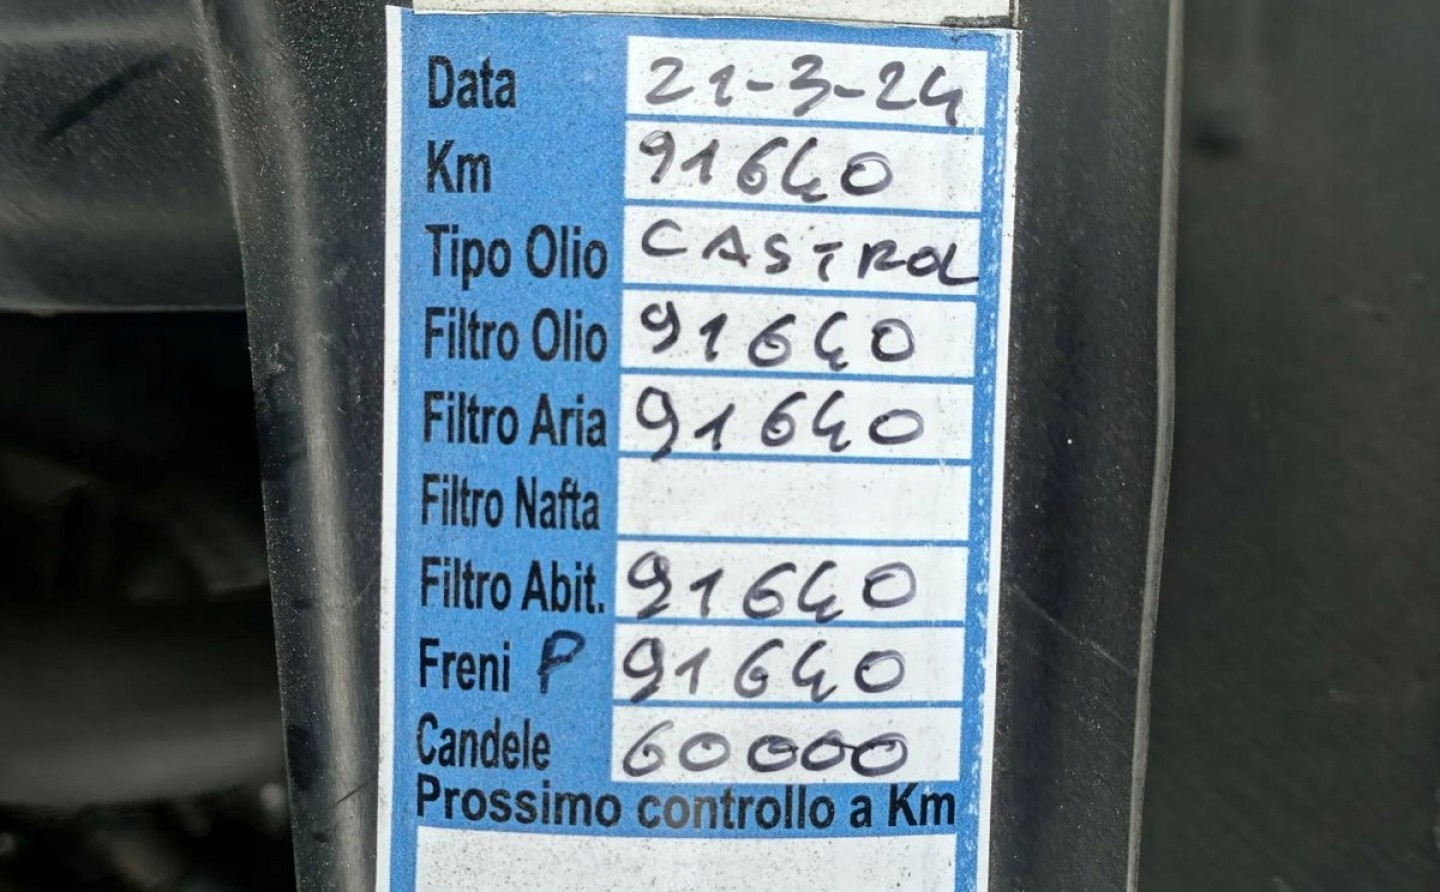 Data 21-3-24
Km 91640
Tipo Olio CASTROL
Filtro Olio 91640
Filtro Aria 91640
Filtro Nafta
Filtro Abit. 91640
Freni P 91640
Candele 60000
Prossimo controllo a Km